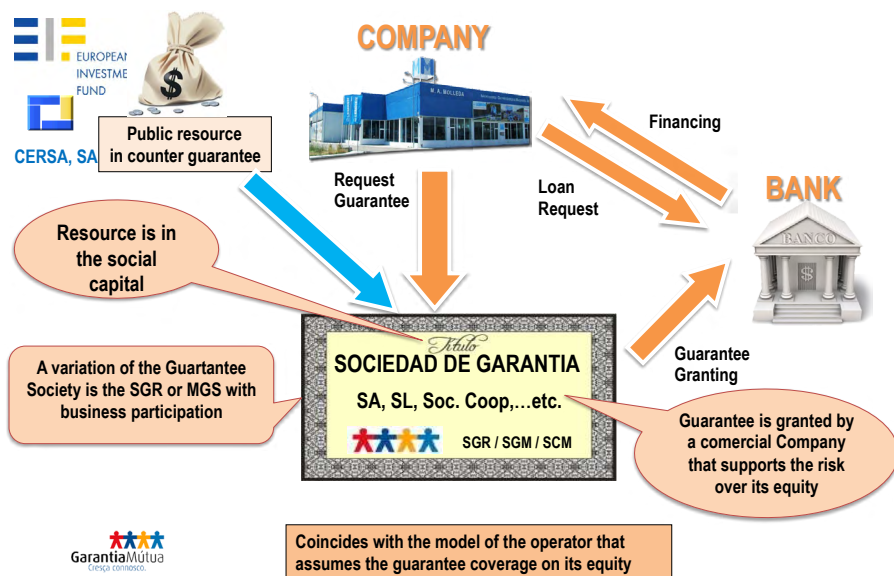 EUROPEAN
INVESTME
FUND
CERSA, SA
$
Public resource
in counter guarantee
COMPANY
M. A. MOLLEDA
Financing
Request
Guarantee
Loan
Request
BANK
BANCO
$
Resource is in
the social
capital
Título
SOCIEDAD DE GARANTIA
SA, SL, Soc. Coop,...etc.
SGR / SGM / SCM
A variation of the Guartantee
Society is the SGR or MGS with
business participation
Guarantee
Granting
Guarantee is granted by
a comercial Company
that supports the risk
over its equity
GarantiaMútua
Cresça connosco.
Coincides with the model of the operator that
assumes the guarantee coverage on its equity